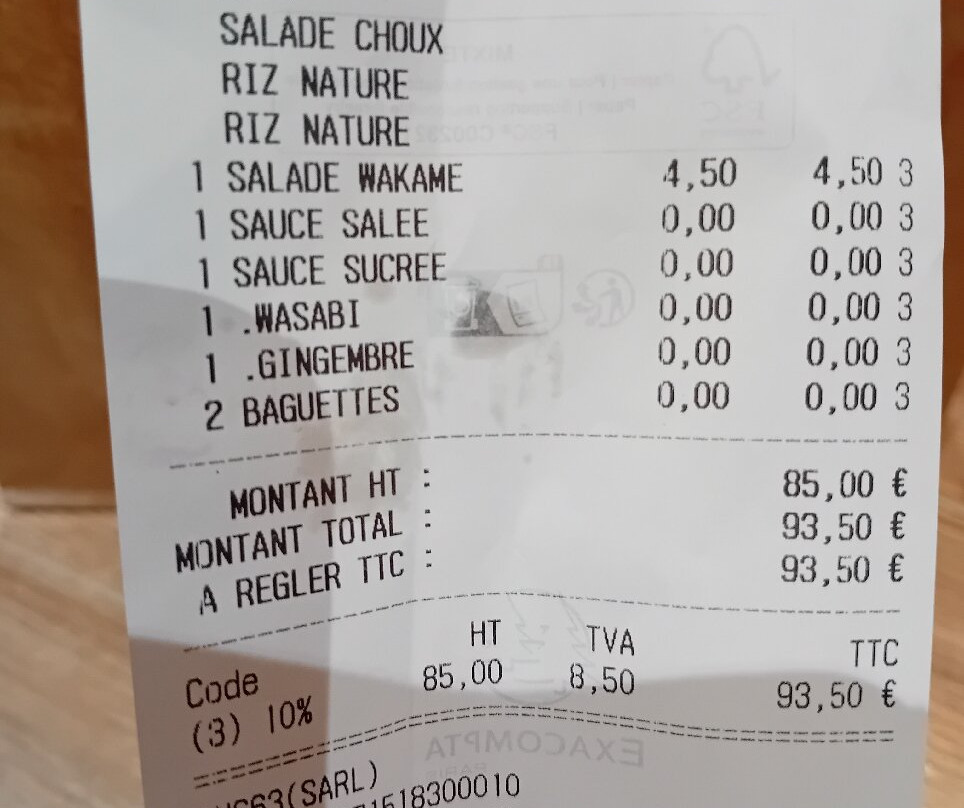 SALADE CHOUX
RIZ NATURE
RIZ NATURE
1 SALADE WAKAME 4,50 4,50 3
1 SAUCE SALEE 0,00 0,00 3
1 SAUCE SUCREE 0,00 0,00 3
1 .WASABI 0,00 0,00 3
1 .GINGEMBRE 0,00 0,00 3
2 BAGUETTES 0,00 0,00 3
MONTANT HT : 85,00 €
MONTANT TOTAL : 93,50 €
A REGLER TTC : 93,50 €
Code HT TVA TTC
(3) 10% 85,00 8,50 93,50 €
(SARL)
18300010
EXACOMPTA